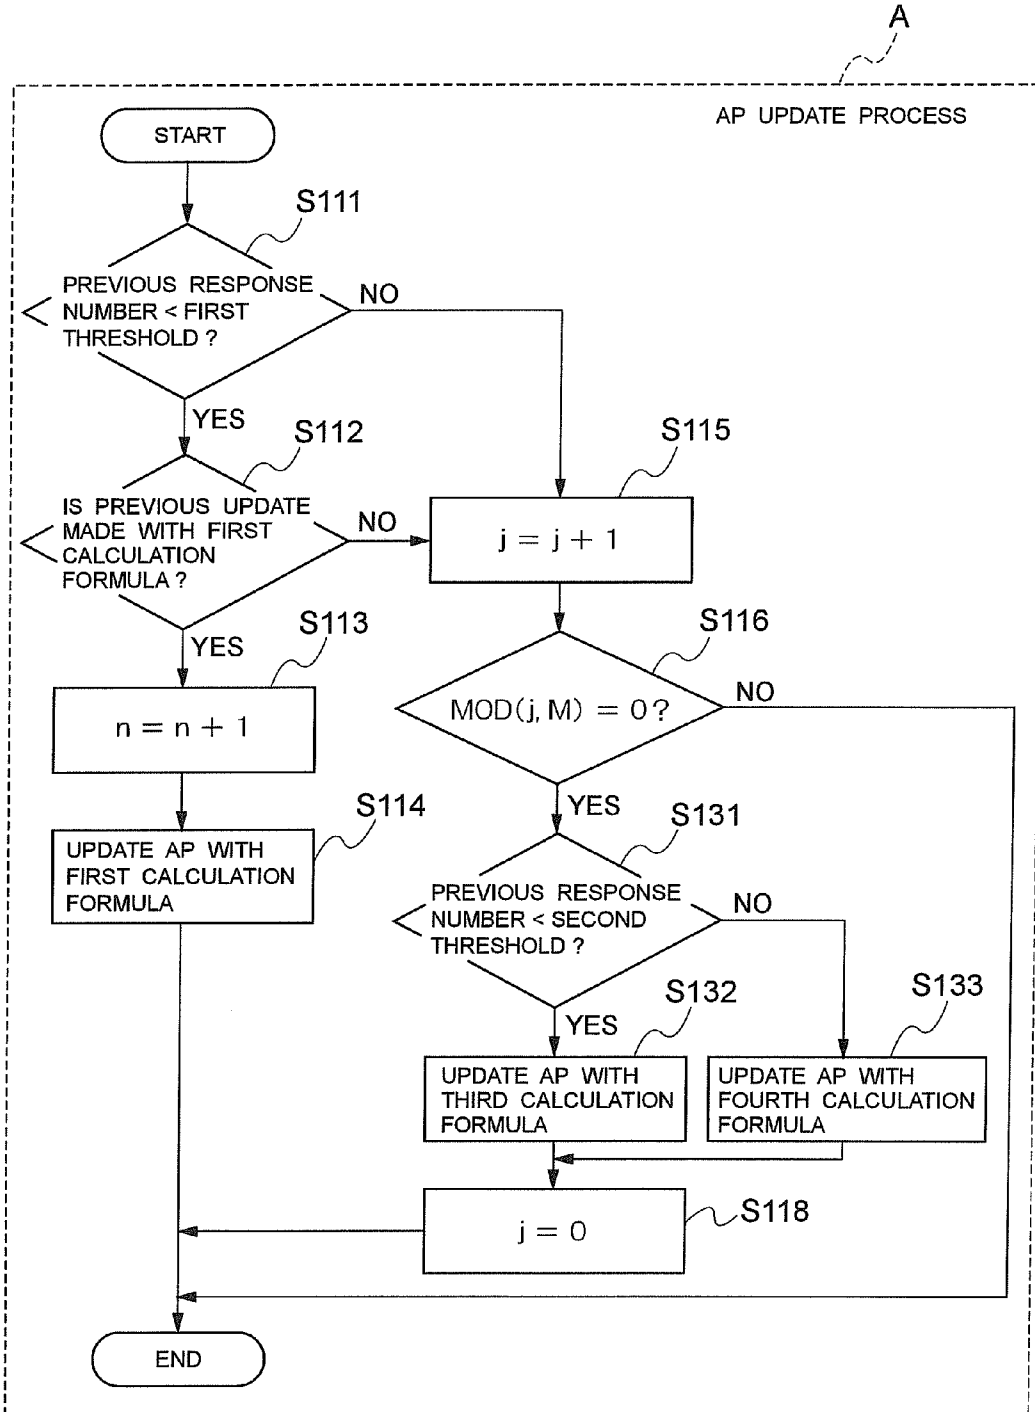 A
AP UPDATE PROCESS
START
S111
PREVIOUS RESPONSE
NUMBER < FIRST
THRESHOLD ?
NO
YES
S112
IS PREVIOUS UPDATE
MADE WITH FIRST
CALCULATION
FORMULA ?
NO
YES
S115
j = j + 1
S113
n = n + 1
S116
MOD(j, M) = 0 ?
NO
YES
S114
UPDATE AP WITH
FIRST CALCULATION
FORMULA
S131
PREVIOUS RESPONSE
NUMBER < SECOND
THRESHOLD ?
NO
YES
S132
UPDATE AP WITH
THIRD CALCULATION
FORMULA
S133
UPDATE AP WITH
FOURTH CALCULATION
FORMULA
S118
j = 0
END